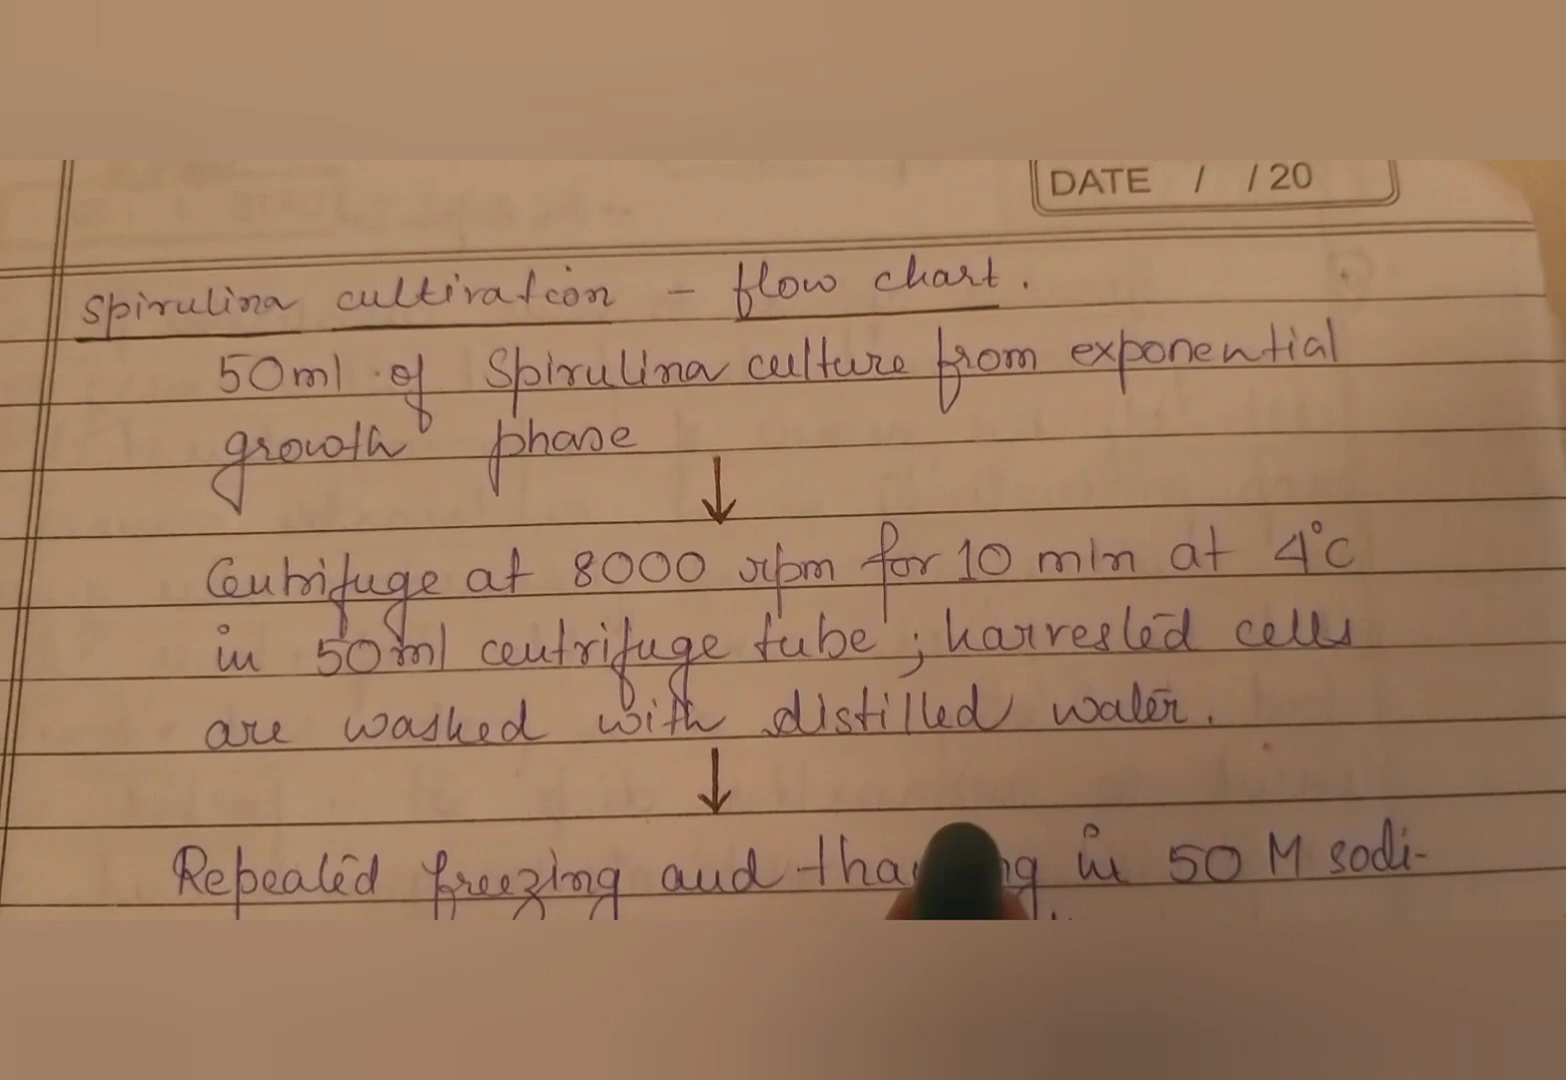 DATE / /20
Spirulina cultivation - flow chart.
50ml of Spirulina culture from exponential
growth phase
↓
Centrifuge at 8000 rpm for 10 min at 4°c
in 50ml centrifuge tube ; harvested cells
are washed with distilled water.
↓
Repeated freezing and in 50 M sodi-